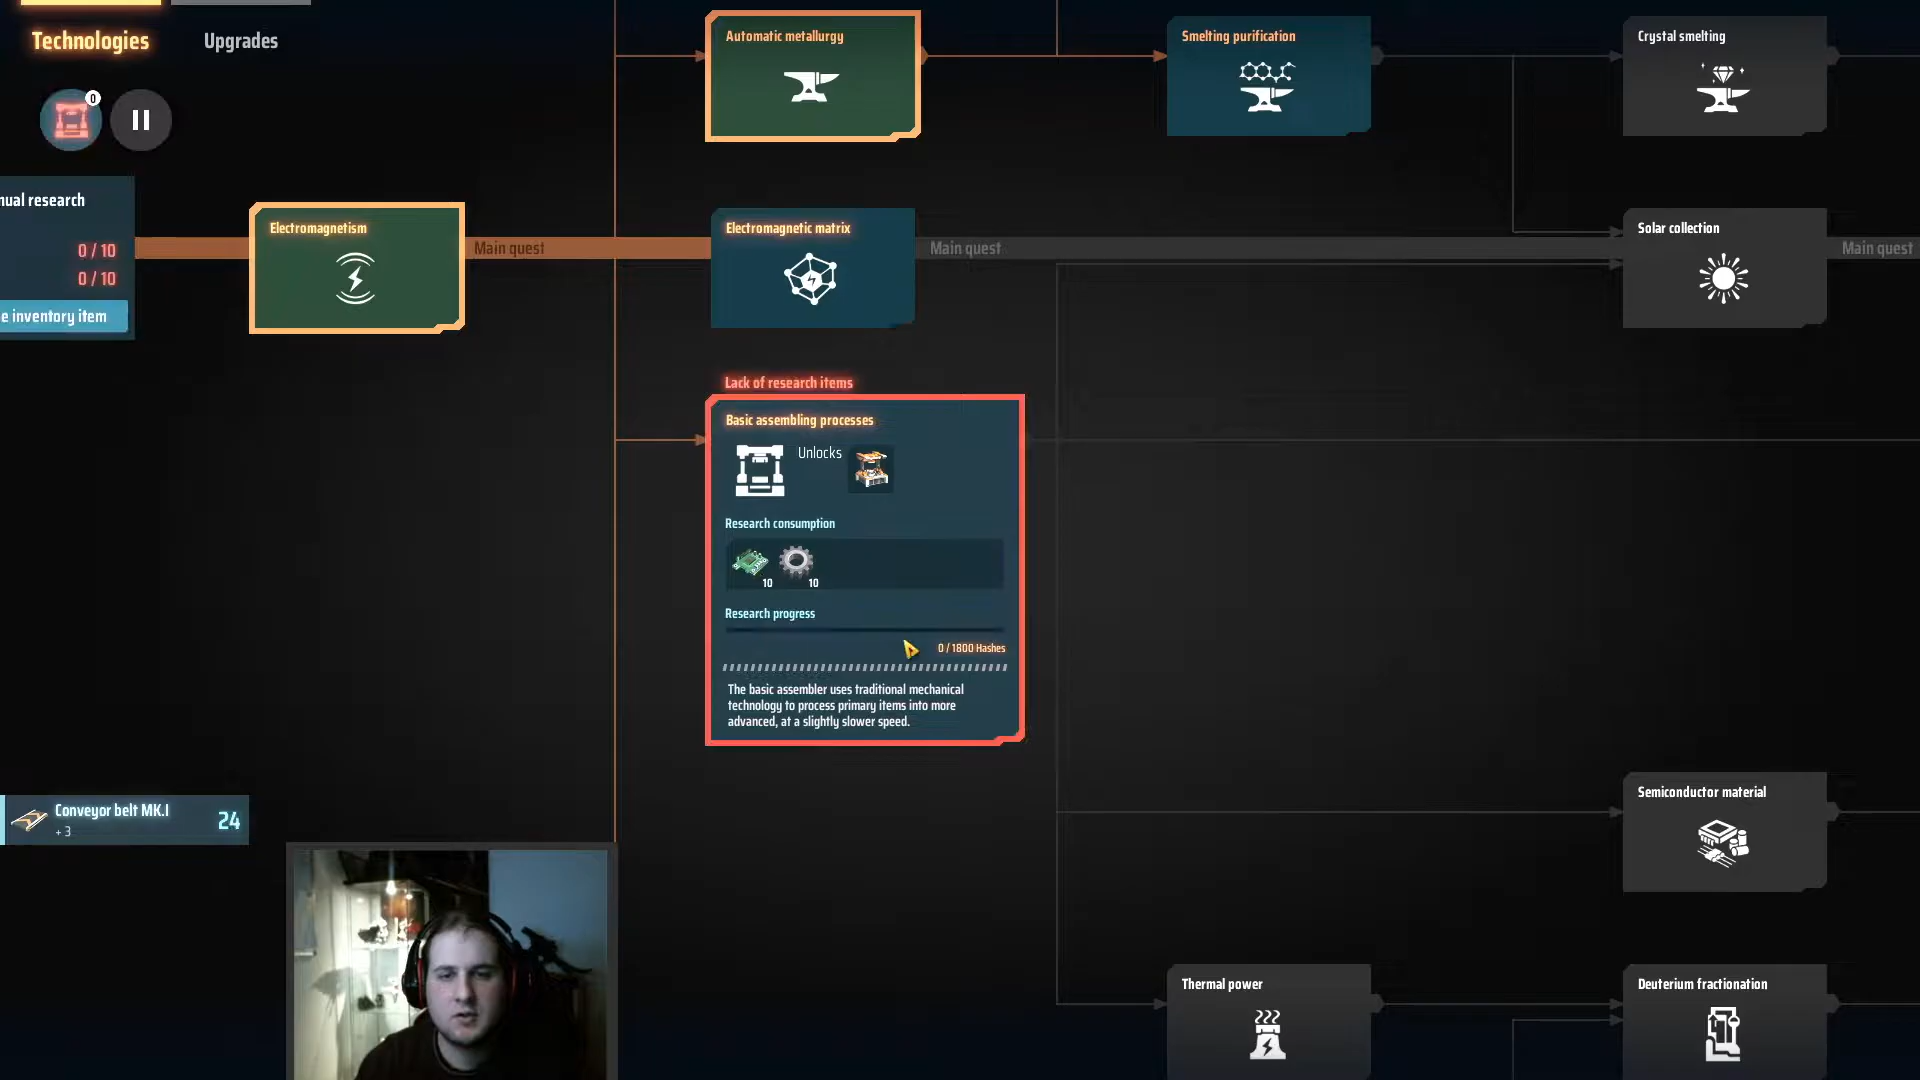 Technologies
Upgrades
0
nual research
0 / 10
0 / 10
e inventory item
Electromagnetism
Main quest
Automatic metallurgy
Smelting purification
Crystal smelting
Electromagnetic matrix
Main quest
Solar collection
Main quest
Lack of research items
Basic assembling processes
Unlocks
Research consumption
10
10
Research progress
0 / 1800 Hashes
The basic assembler uses traditional mechanical
technology to process primary items into more
advanced, at a slightly slower speed.
Conveyor belt MK.I
+ 3
24
Semiconductor material
Thermal power
Deuterium fractionation